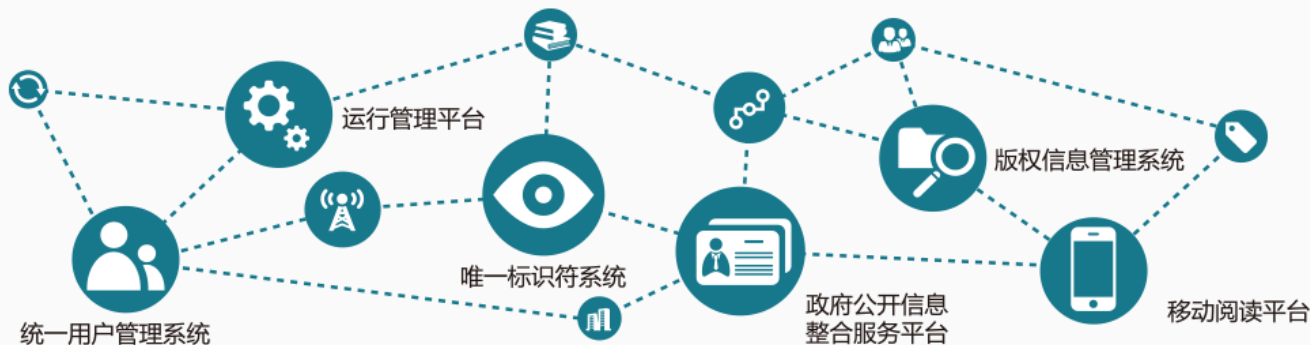 运行管理平台
版权信息管理系统
唯一标识符系统
政府公开信息
整合服务平台
移动阅读平台
统一用户管理系统